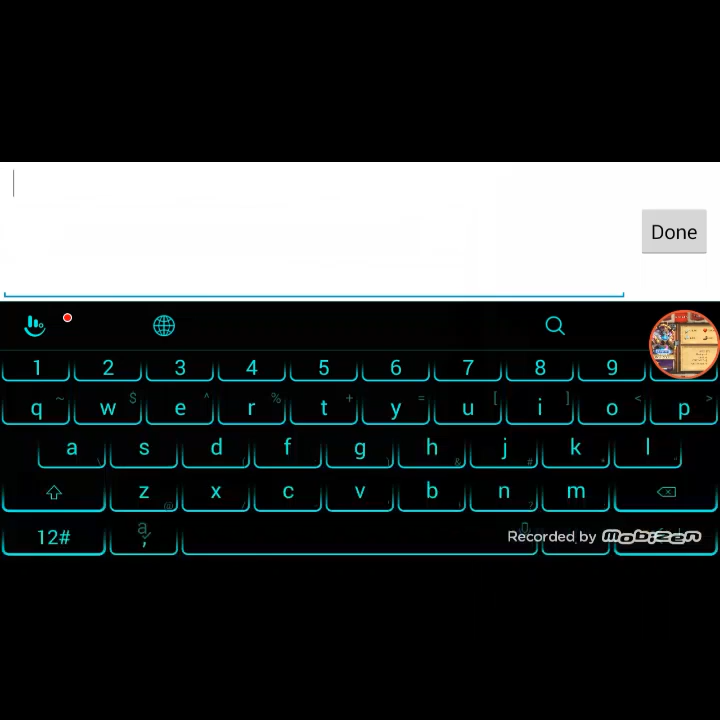 Done
1 2 3 4 5 6 7 8 9
q ~ w $ e ^ r % t + y = u [ i ] o < p >
a s d f g h j k l
z x c v b n m
12# a , Recorded by mobizen